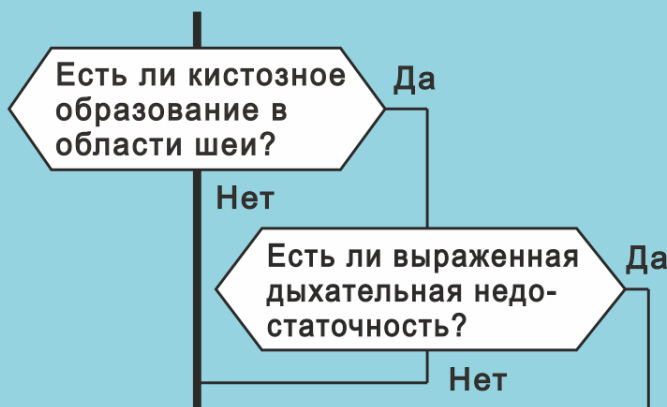 Есть ли кистозное
образование в
области шеи?
Да
Нет
Есть ли выраженная
дыхательная недо-
статочность?
Да
Нет